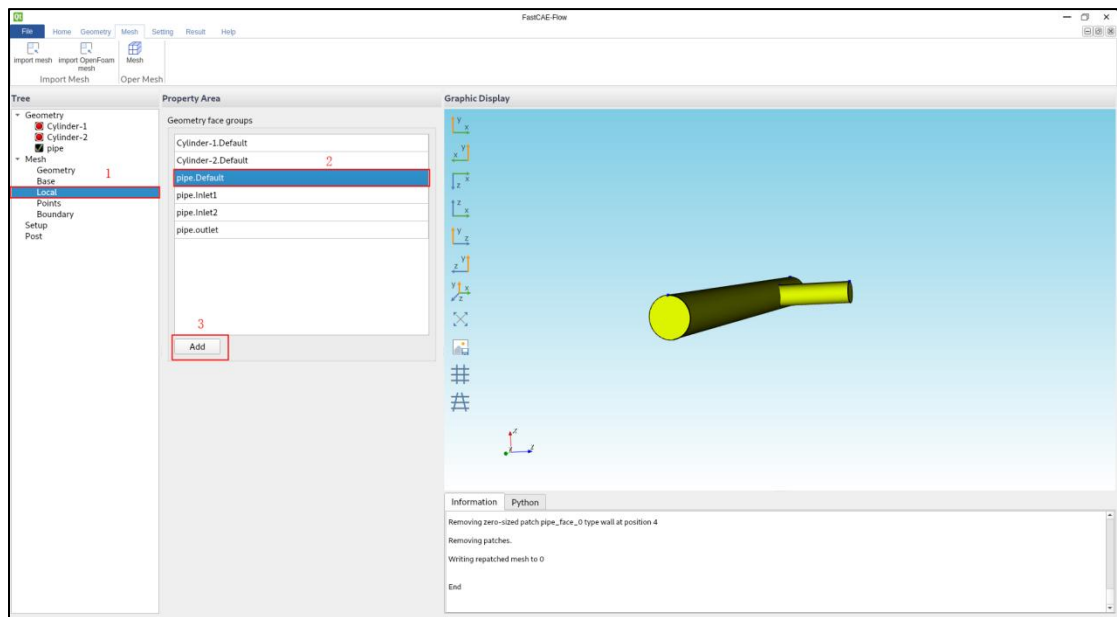 Qt
FastCAE-Flow
File Home Geometry Mesh Setting Result Help
import mesh import OpenFoam mesh Mesh
Import Mesh Oper Mesh
Tree
Geometry
Cylinder-1
Cylinder-2
pipe
Mesh
Geometry
1
Base
Local
Points
Boundary
Setup
Post
Property Area
Geometry face groups
Cylinder-1.Default
Cylinder-2.Default
2
pipe.Default
pipe.Inlet1
pipe.Inlet2
pipe.outlet
3
Add
Graphic Display
Y x
x Y
x z
z x
Y z
z Y
Y x z
Information Python
Removing zero-sized patch pipe_face_0 type wall at position 4
Removing patches.
Writing repatched mesh to 0
End